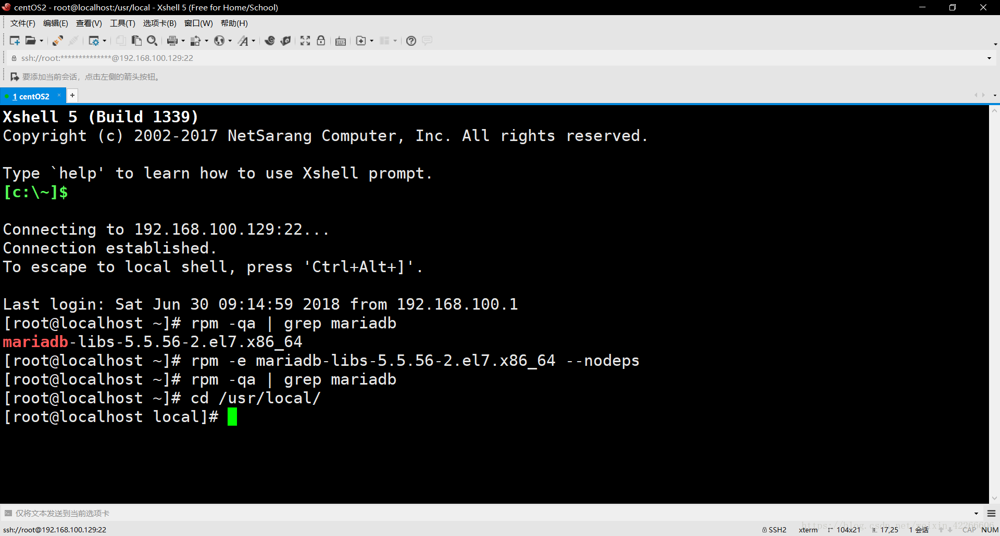 centOS2 - root@localhost:/usr/local - Xshell 5 (Free for Home/School)
文件(F) 编辑(E) 查看(V) 工具(T) 选项卡(B) 窗口(W) 帮助(H)
ssh://root:**************@192.168.100.129:22
要添加当前会话，点击左侧的箭头按钮。
1 centOS2
Xshell 5 (Build 1339)
Copyright (c) 2002-2017 NetSarang Computer, Inc. All rights reserved.
Type `help' to learn how to use Xshell prompt.
[c:\~]$
Connecting to 192.168.100.129:22...
Connection established.
To escape to local shell, press 'Ctrl+Alt+]'.
Last login: Sat Jun 30 09:14:59 2018 from 192.168.100.1
[root@localhost ~]# rpm -qa | grep mariadb
mariadb-libs-5.5.56-2.el7.x86_64
[root@localhost ~]# rpm -e mariadb-libs-5.5.56-2.el7.x86_64 --nodeps
[root@localhost ~]# rpm -qa | grep mariadb
[root@localhost ~]# cd /usr/local/
[root@localhost local]#
仅将文本发送到当前选项卡
https://blog.csdn.net/weixin_42266606
ssh://root@192.168.100.129:22 SSH2 xterm 104x21 17,25 1 会话 CAP NUM